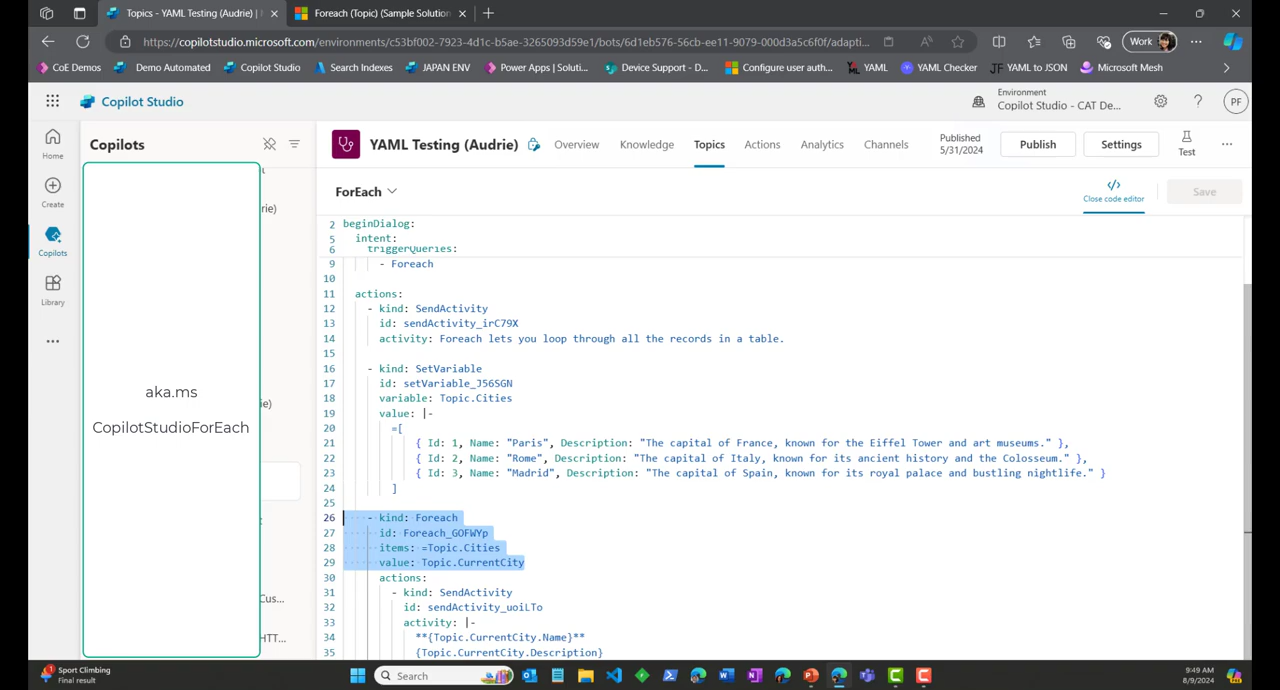 Topics - YAML Testing (Audrie) |
Foreach (Topic) (Sample Solution
https://copilotstudio.microsoft.com/environments/c53bf002-7923-4d1c-b5ae-3265093d59e1/bots/6d1eb576-56cb-ee11-9079-000d3a5c6f0f/adapti...
Work
CoE Demos
Demo Automated
Copilot Studio
Search Indexes
JAPAN ENV
Power Apps | Soluti...
Device Support - D...
Configure user auth...
YAML
YAML Checker
YAML to JSON
Microsoft Mesh
Copilot Studio
Environment
Copilot Studio - CAT De...
PF
Home
Create
Copilots
Library
Copilots
rie)
ie)
Cus...
HTT...
aka.ms
CopilotStudioForEach
YAML Testing (Audrie)
Overview
Knowledge
Topics
Actions
Analytics
Channels
Published
5/31/2024
Publish
Settings
Test
ForEach
Close code editor
Save
2 beginDialog:
5 intent:
6 triggerQueries:
9 - Foreach
10
11 actions:
12 - kind: SendActivity
13 id: sendActivity_irC79X
14 activity: Foreach lets you loop through all the records in a table.
15
16 - kind: SetVariable
17 id: setVariable_J56SGN
18 variable: Topic.Cities
19 value: |-
20 =[
21 { Id: 1, Name: "Paris", Description: "The capital of France, known for the Eiffel Tower and art museums." },
22 { Id: 2, Name: "Rome", Description: "The capital of Italy, known for its ancient history and the Colosseum." },
23 { Id: 3, Name: "Madrid", Description: "The capital of Spain, known for its royal palace and bustling nightlife." }
24 ]
25
26 - kind: Foreach
27 id: Foreach_GOFWYp
28 items: =Topic.Cities
29 value: Topic.CurrentCity
30 actions:
31 - kind: SendActivity
32 id: sendActivity_uoiLTo
33 activity: |-
34 **{Topic.CurrentCity.Name}**
35 {Topic.CurrentCity.Description}
1
Sport Climbing
Final result
Search
9:49 AM
8/9/2024